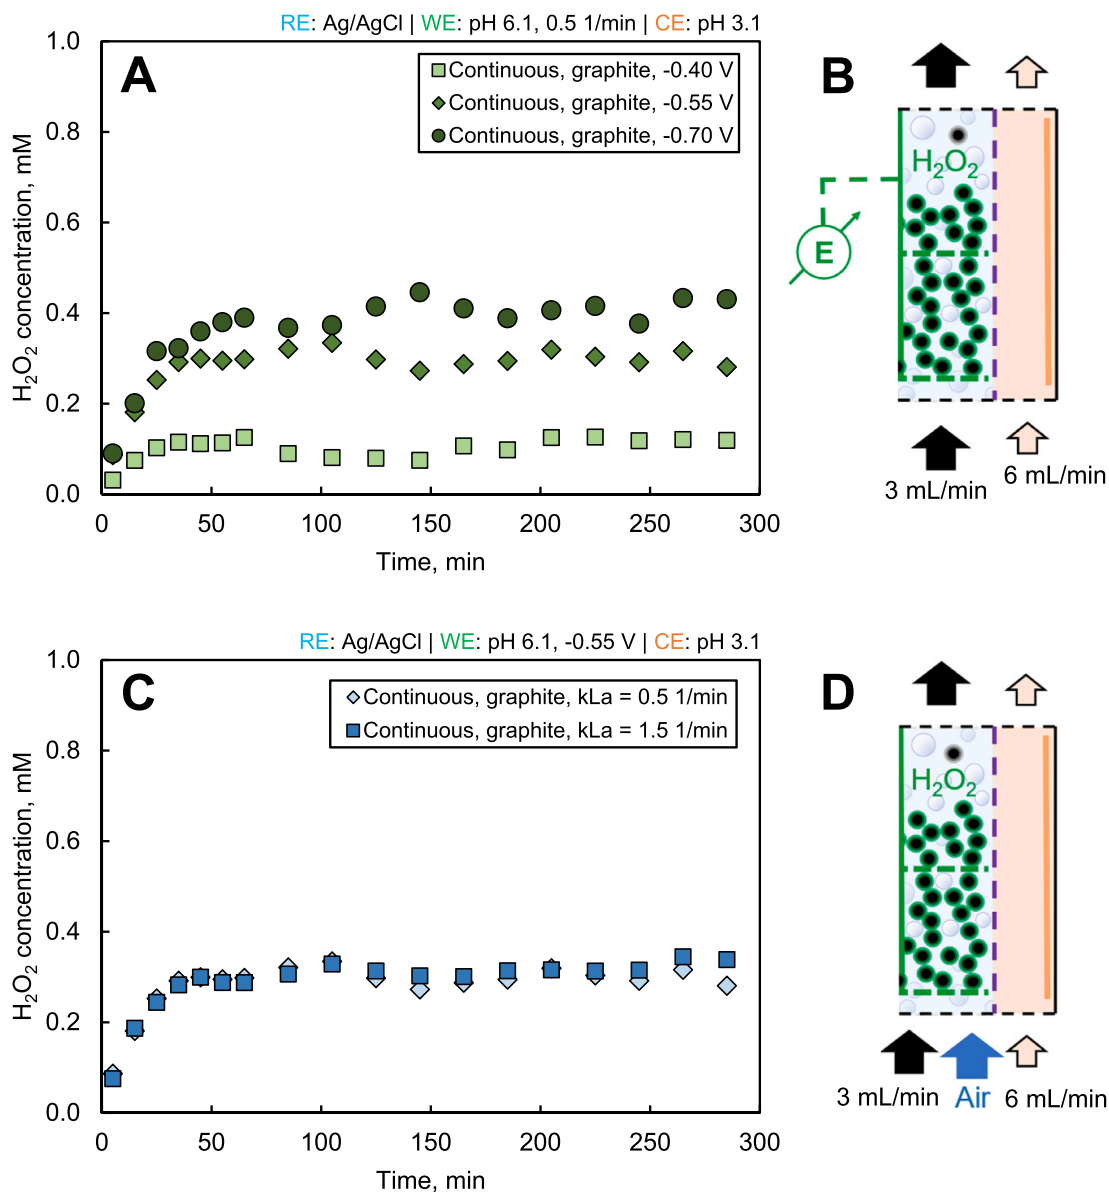 RE: Ag/AgCl | WE: pH 6.1, 0.5 1/min | CE: pH 3.1
A
Continuous, graphite, -0.40 V
Continuous, graphite, -0.55 V
Continuous, graphite, -0.70 V
H₂O₂ concentration, mM
1.0
0.8
0.6
0.4
0.2
0.0
0 50 100 150 200 250 300
Time, min
B
H₂O₂
E
3 mL/min
6 mL/min
RE: Ag/AgCl | WE: pH 6.1, -0.55 V | CE: pH 3.1
C
Continuous, graphite, kLa = 0.5 1/min
Continuous, graphite, kLa = 1.5 1/min
H₂O₂ concentration, mM
1.0
0.8
0.6
0.4
0.2
0.0
0 50 100 150 200 250 300
Time, min
D
H₂O₂
3 mL/min Air 6 mL/min